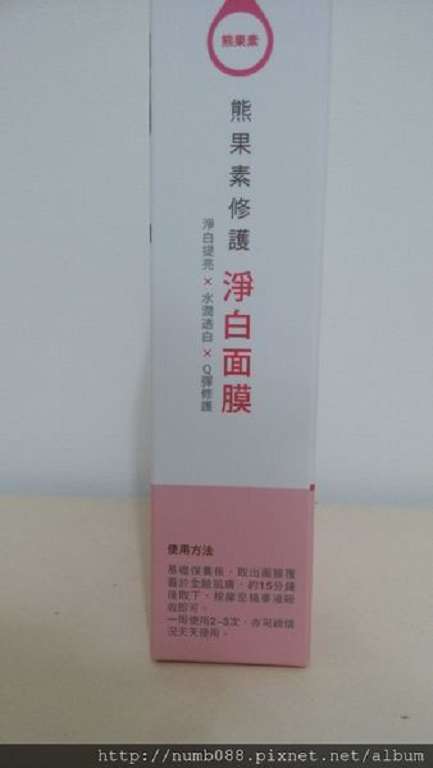 熊果素
熊果素修護
淨白面膜
淨白提亮×水潤透白×Q彈修護
使用方法
基礎保養後，取出面膜覆
蓋於全臉肌膚，約15分鐘
後取下，按摩至精華液吸
收即可。
一周使用2~3次，亦可視情
況天天使用。
http://numb088.pixnet.net/album